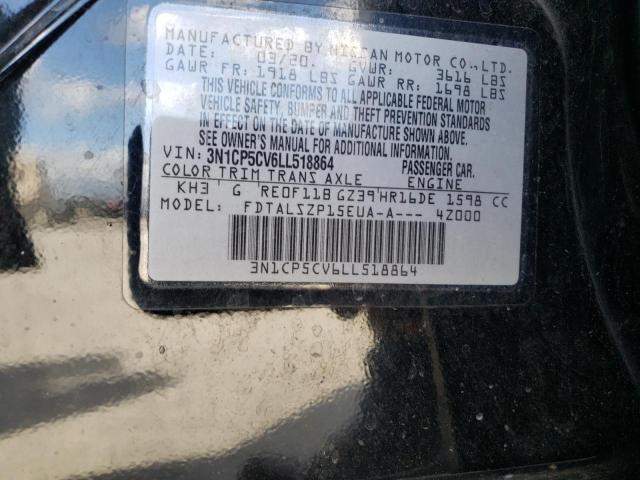 MANUFACTURED BY NISSAN MOTOR CO.,LTD.
DATE: 03/20. GVWR: 3616 LBS
GAWR FR: 1918 LBS GAWR RR: 1698 LBS
THIS VEHICLE CONFORMS TO ALL APPLICABLE FEDERAL MOTOR
VEHICLE SAFETY, BUMPER AND THEFT PREVENTION STANDARDS
IN EFFECT ON THE DATE OF MANUFACTURE SHOWN ABOVE.
SEE OWNER'S MANUAL FOR ADDITIONAL INFORMATION.
VIN: 3N1CP5CV6LL518864 PASSENGER CAR
COLOR TRIM TRANS AXLE ENGINE
KH3 G RE0F11B GZ39 HR16DE 1598 CC
MODEL: FDTALSZP15EUA-A--- 4Z000
3N1CP5CV6LL518864